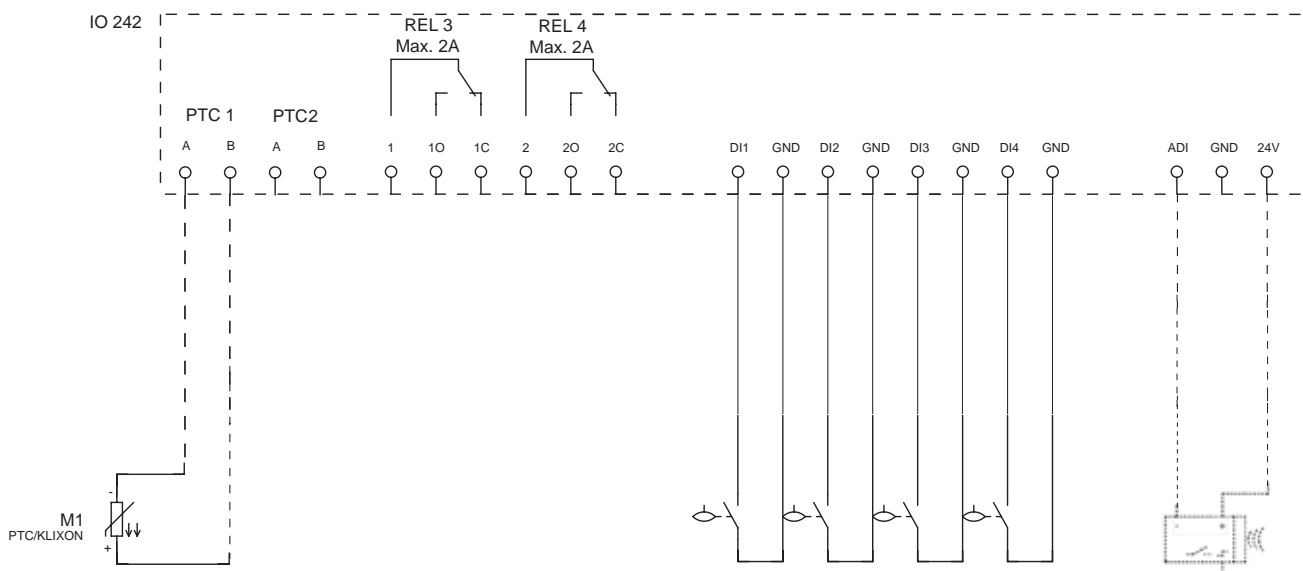 IO 242
REL 3
Max. 2A
REL 4
Max. 2A
PTC 1
PTC2
A
B
A
B
1
1O
1C
2
2O
2C
DI1
GND
DI2
GND
DI3
GND
DI4
GND
ADI
GND
24V
-
M1
PTC/KLIXON
+